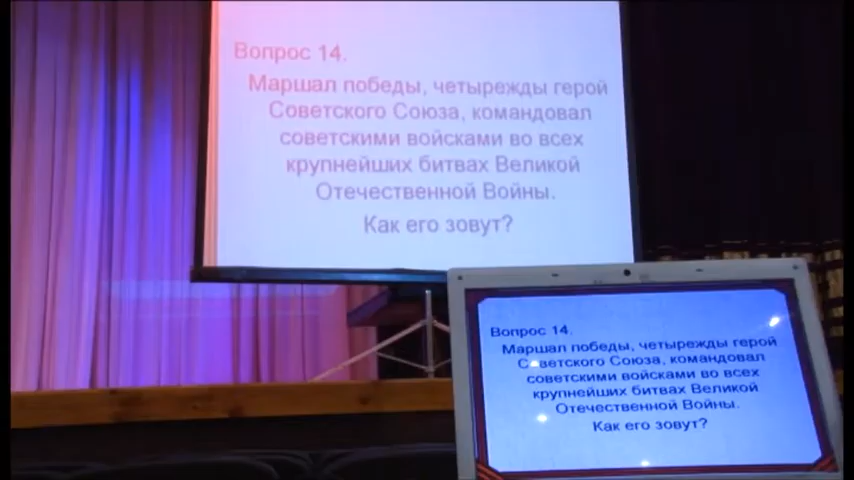 Вопрос 14.
Маршал победы, четырежды герой
Советского Союза, командовал
советскими войсками во всех
крупнейших битвах Великой
Отечественной Войны.
Как его зовут?
Вопрос 14.
Маршал победы, четырежды герой
Советского Союза, командовал
советскими войсками во всех
крупнейших битвах Великой
Отечественной Войны.
Как его зовут?